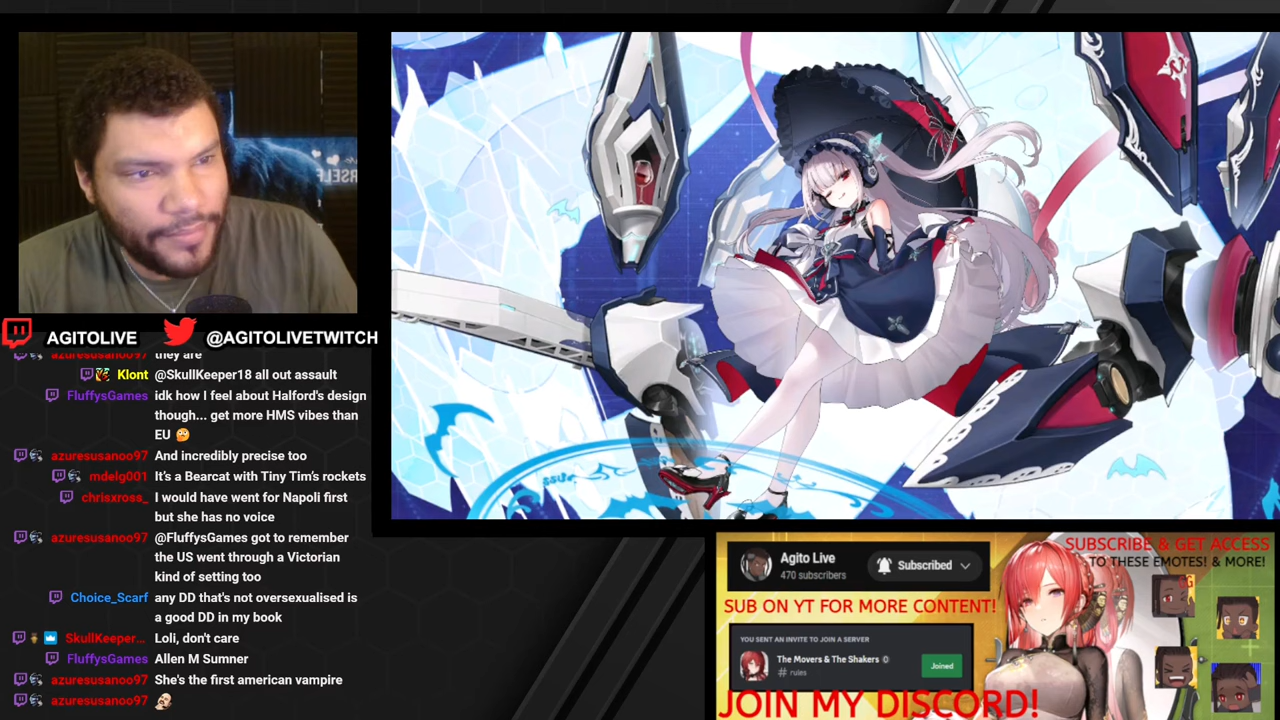 AGITOLIVE
@AGITOLIVETWITCH
azuresusanoo97 they are
Klont @SkullKeeper18 all out assault
FluffysGames idk how I feel about Halford's design
though... get more HMS vibes than
EU
azuresusanoo97 And incredibly precise too
mdelg001 It's a Bearcat with Tiny Tim's rockets
chrisxross_ I would have went for Napoli first
but she has no voice
azuresusanoo97 @FluffysGames got to remember
the US went through a Victorian
kind of setting too
Choice_Scarf any DD that's not oversexualised is
a good DD in my book
SkullKeeper... Loli, don't care
FluffysGames Allen M Sumner
azuresusanoo97 She's the first american vampire
azuresusanoo97
Agito Live
470 subscribers
Subscribed
SUB ON YT FOR MORE CONTENT!
YOU SENT AN INVITE TO JOIN A SERVER
The Movers & The Shakers
# rules
Joined
JOIN MY DISCORD!
SUBSCRIBE & GET ACCESS
TO THESE EMOTES! & MORE!